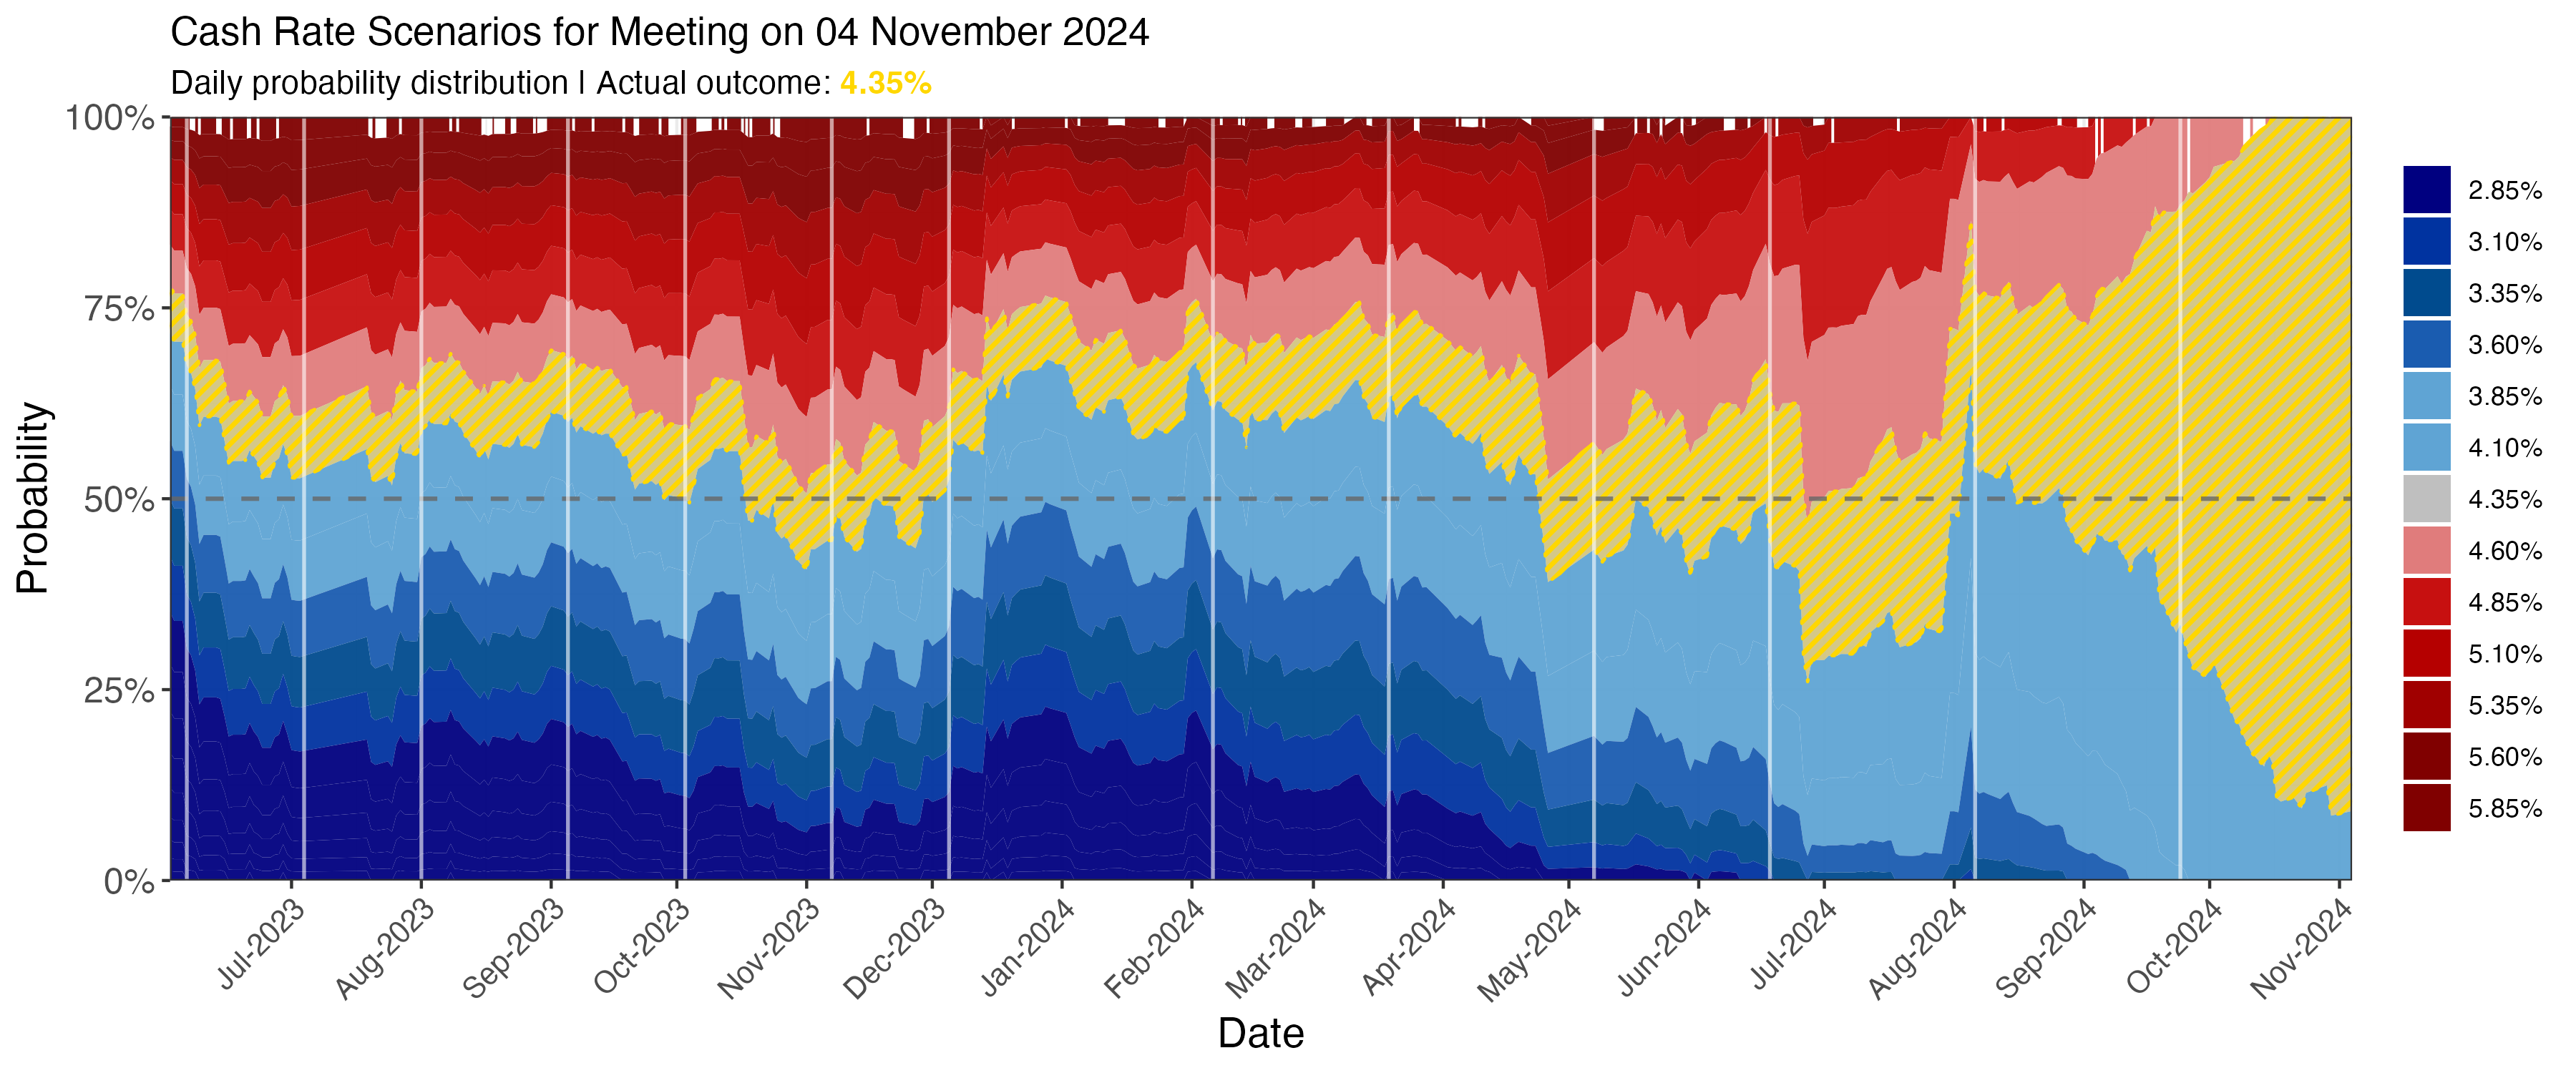 Cash Rate Scenarios for Meeting on 04 November 2024
Daily probability distribution | Actual outcome: 4.35%
100%
75%
50%
25%
0%
Probability
Jul-2023
Aug-2023
Sep-2023
Oct-2023
Nov-2023
Dec-2023
Jan-2024
Feb-2024
Mar-2024
Apr-2024
May-2024
Jun-2024
Jul-2024
Aug-2024
Sep-2024
Oct-2024
Nov-2024
Date
2.85%
3.10%
3.35%
3.60%
3.85%
4.10%
4.35%
4.60%
4.85%
5.10%
5.35%
5.60%
5.85%